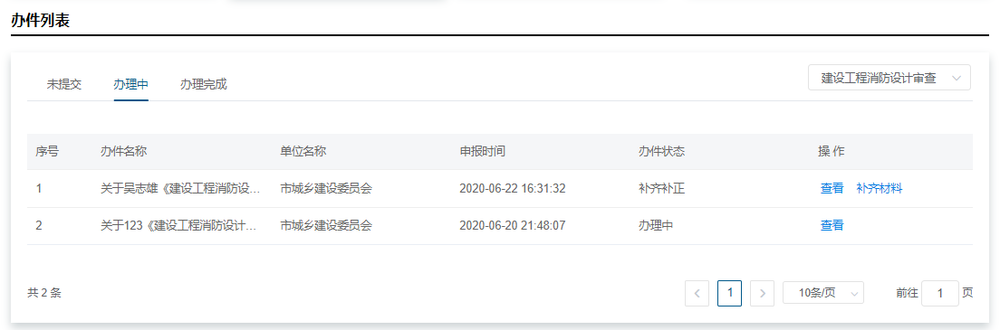 办件列表
未提交 办理中 办理完成 建设工程消防设计审查
序号 办件名称 单位名称 申报时间 办件状态 操 作
1 关于吴志雄《建设工程消防设... 市城乡建设委员会 2020-06-22 16:31:32 补齐补正 查看 补齐材料
2 关于123《建设工程消防设计... 市城乡建设委员会 2020-06-20 21:48:07 办理中 查看
共 2 条 1 10条/页 前往 1 页